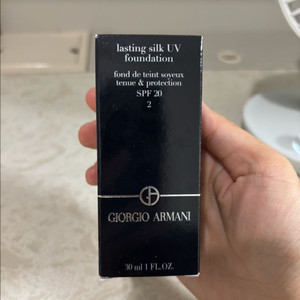 lasting silk UV
foundation
fond de teint soyeux
tenue & protection
SPF 20
2
GIORGIO ARMANI
30 ml 1 FL.OZ.